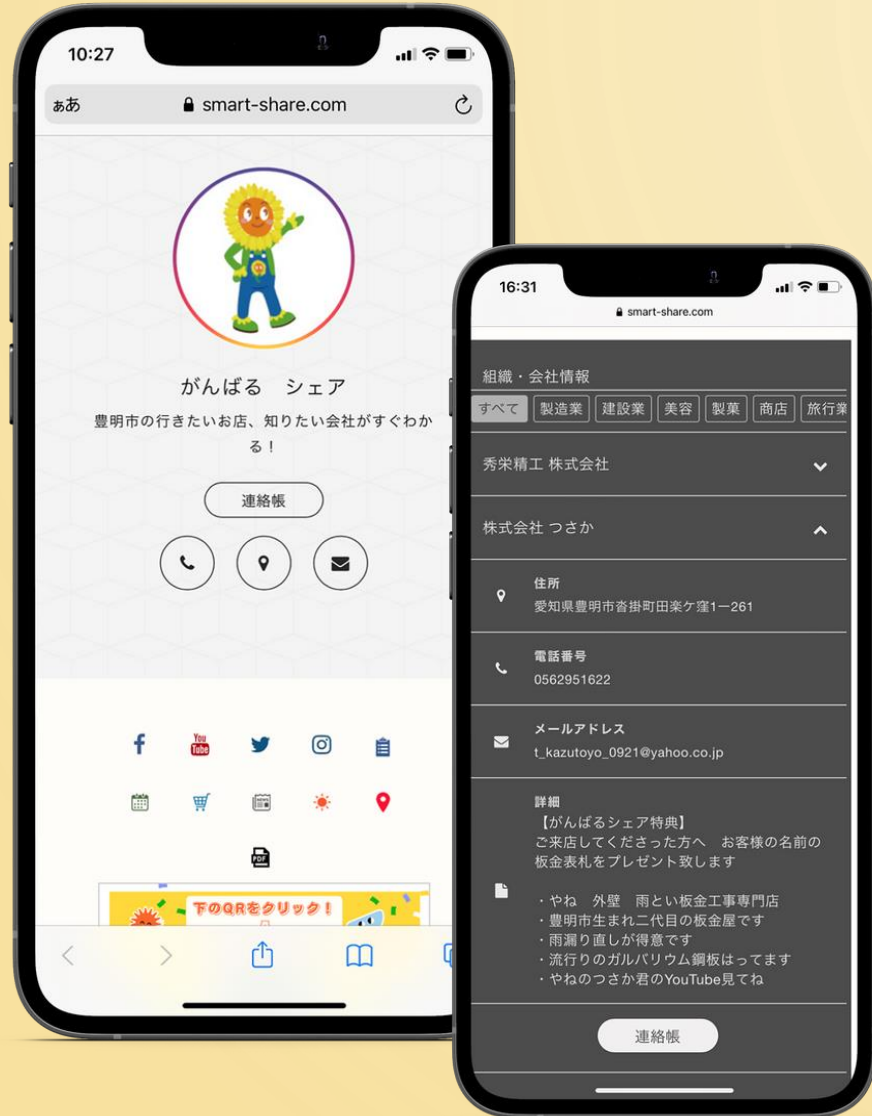 10:27
ぁあ smart-share.com
がんばる シェア
豊明市の行きたいお店、知りたい会社がすぐわか
る！
連絡帳
f You Tube
NEWS
PDF
下のQRをクリック！
16:31
smart-share.com
組織・会社情報
すべて 製造業 建設業 美容 製菓 商店 旅行業
秀栄精工 株式会社
株式会社 つさか
住所
愛知県豊明市沓掛町田楽ケ窪1ー261
電話番号
0562951622
メールアドレス
t_kazutoyo_0921@yahoo.co.jp
詳細
【がんばるシェア特典】
ご来店してくださった方へ お客様の名前の
板金表札をプレゼント致します
・やね 外壁 雨とい板金工事専門店
・豊明市生まれ二代目の板金屋です
・雨漏り直しが得意です
・流行りのガルバリウム鋼板はってます
・やねのつさか君のYouTube見てね
連絡帳